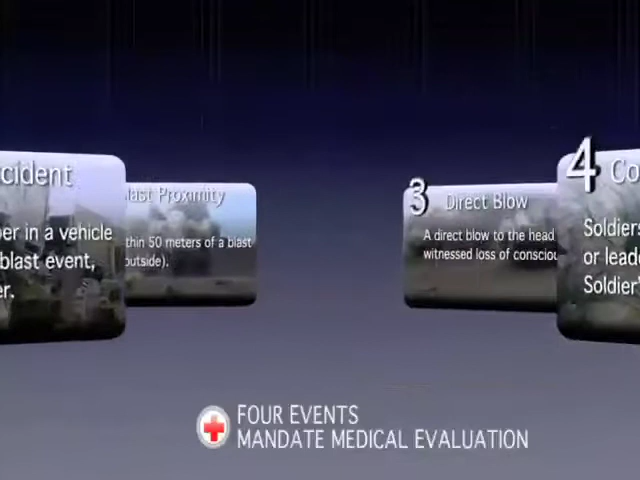 cident
er in a vehicle
blast event,
er.
last Proximity
thin 50 meters of a blast
outside).
3 Direct Blow
A direct blow to the head
witnessed loss of consciou
4 Co
Soldiers
or leade
Soldier'
FOUR EVENTS
MANDATE MEDICAL EVALUATION